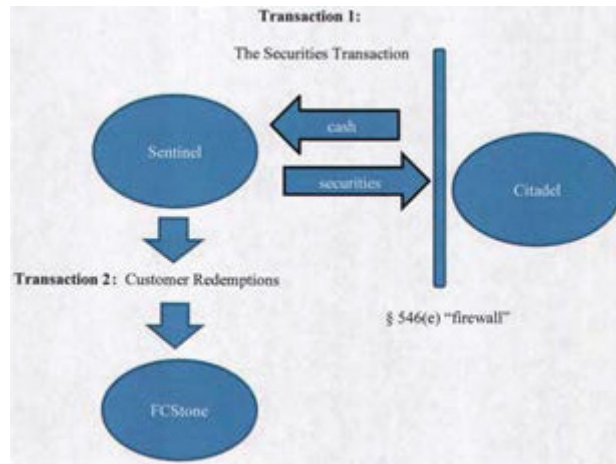 Transaction 1:
The Securities Transaction
cash
Sentinel
securities
Citadel
Transaction 2: Customer Redemptions
§ 546(e) “firewall”
FCStone